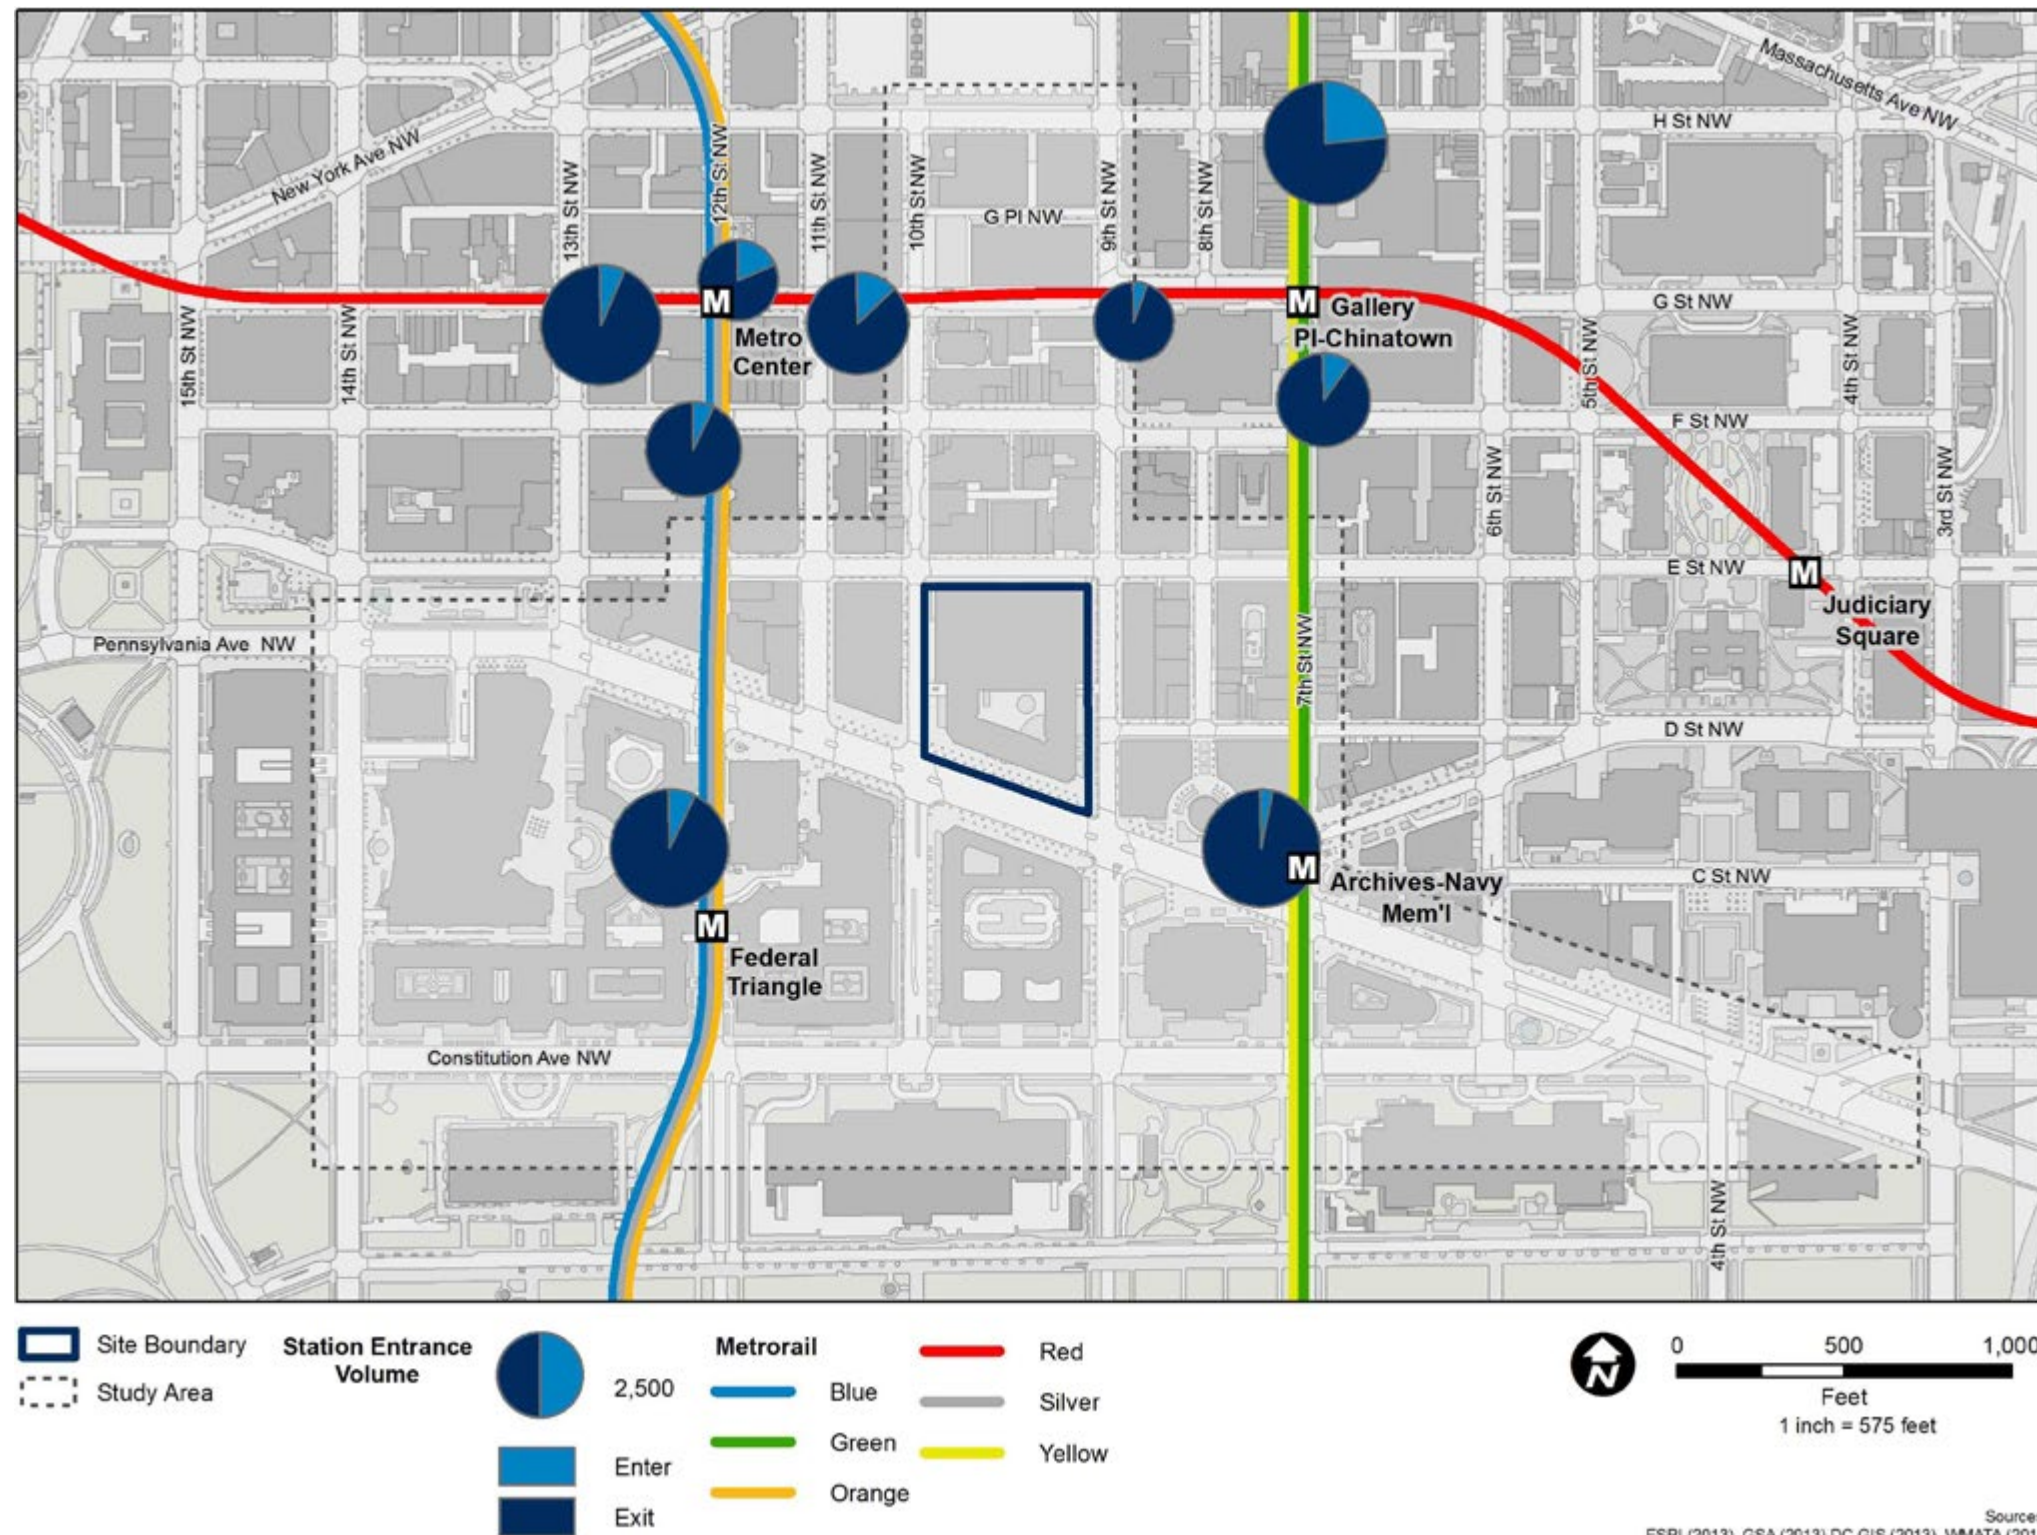 Massachusetts Ave NW
H St NW
New York Ave NW
13th St NW
12th St NW
11th St NW
10th St NW
G Pl NW
9th St NW
8th St NW
M
Metro
Center
M
Gallery
Pl-Chinatown
G St NW
15th St NW
14th St NW
5th St NW
4th St NW
F St NW
6th St NW
3rd St NW
E St NW
M
Judiciary
Square
Pennsylvania Ave NW
7th St NW
D St NW
M
Archives-Navy
Mem'l
C St NW
M
Federal
Triangle
Constitution Ave NW
4th St NW
Site Boundary
Study Area
Station Entrance
Volume
2,500
Enter
Exit
Metrorail
Blue
Green
Orange
Red
Silver
Yellow
N
0 500 1,000
Feet
1 inch = 575 feet
Source